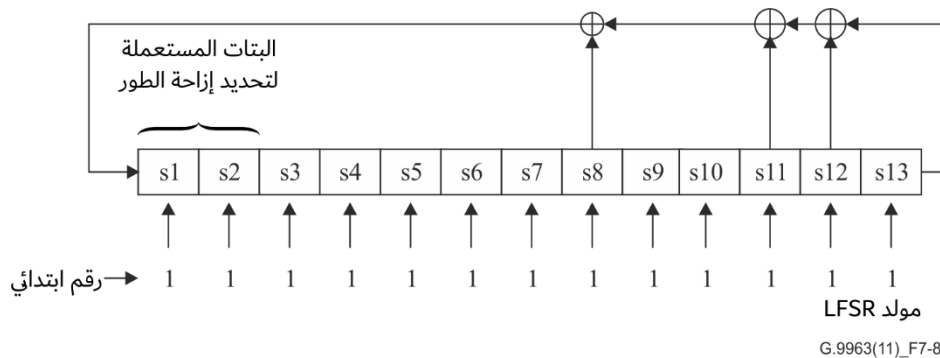 البتات المستعملة
لتحديد إزاحة الطور
s1 s2 s3 s4 s5 s6 s7 s8 s9 s10 s11 s12 s13
رقم ابتدائي 1 1 1 1 1 1 1 1 1 1 1 1 1
مولد LFSR
G.9963(11)_F7-8